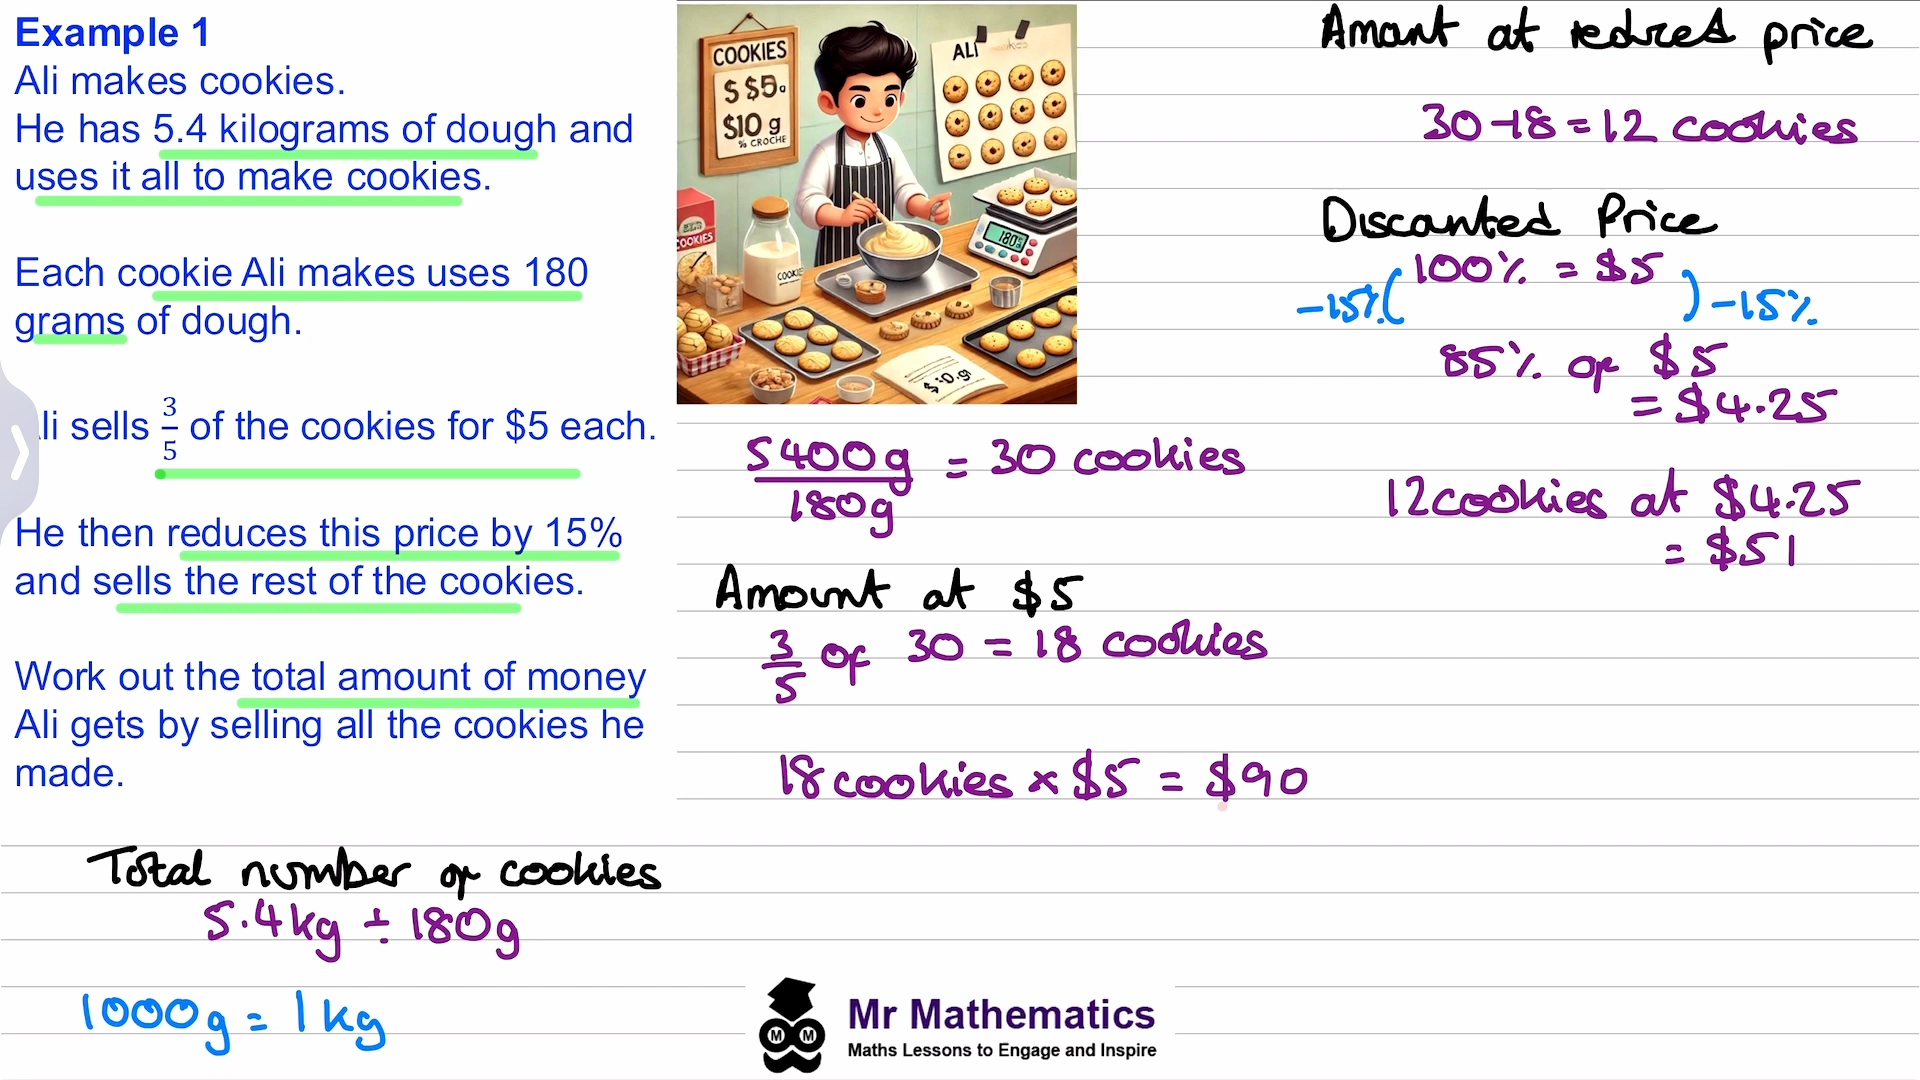 Example 1
Ali makes cookies.
He has 5.4 kilograms of dough and
uses it all to make cookies.
Each cookie Ali makes uses 180
grams of dough.
li sells 3/5 of the cookies for $5 each.
He then reduces this price by 15%
and sells the rest of the cookies.
Work out the total amount of money
Ali gets by selling all the cookies he
made.
Total number of cookies
5.4kg ÷ 180g
1000g = 1kg
COOKIES
$ $5
$10 g
% CROCHE
ALI
COOKIES
COOKI
180
5400g / 180g = 30 cookies
Amount at $5
3/5 of 30 = 18 cookies
18 cookies × $5 = $90
Amount at reduced price
30-18 = 12 cookies
Discounted Price
100% = $5
-15% ( ) -15%
85% of $5
= $4.25
12 cookies at $4.25
= $51
M M
Mr Mathematics
Maths Lessons to Engage and Inspire